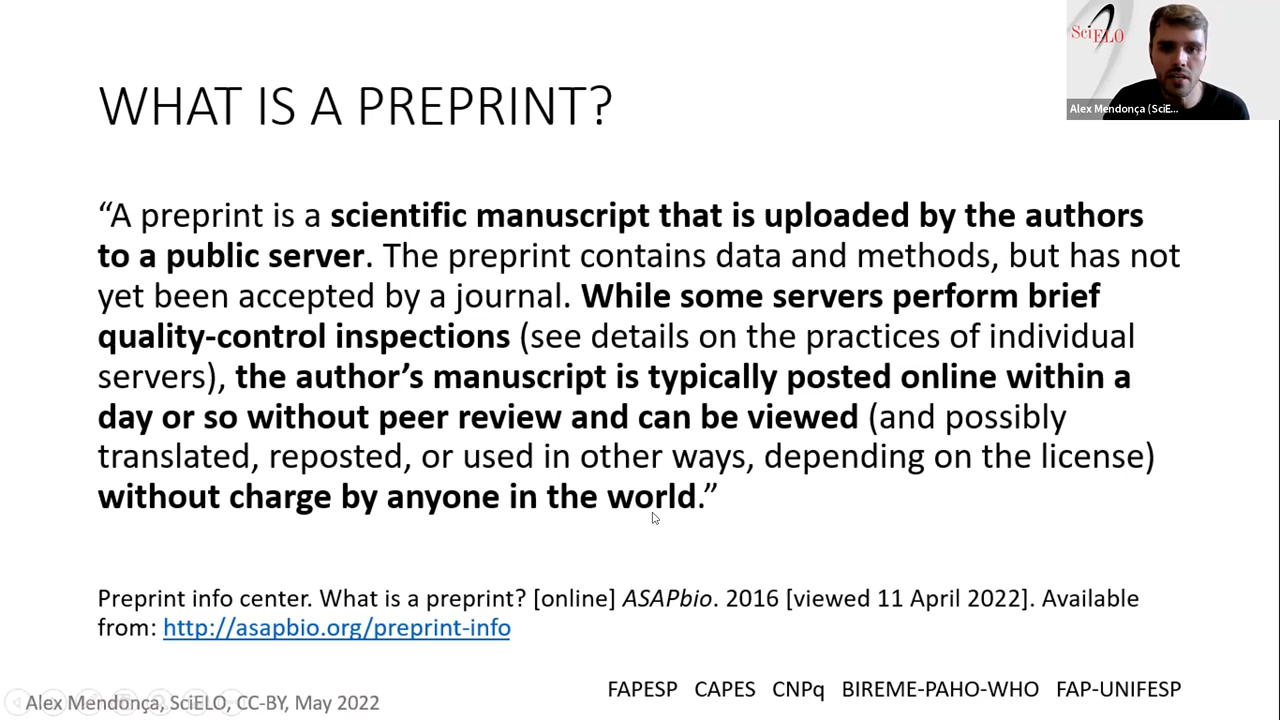 SciELO
Alex Mendonça (SciE...
WHAT IS A PREPRINT?
“A preprint is a scientific manuscript that is uploaded by the authors
to a public server. The preprint contains data and methods, but has not
yet been accepted by a journal. While some servers perform brief
quality-control inspections (see details on the practices of individual
servers), the author’s manuscript is typically posted online within a
day or so without peer review and can be viewed (and possibly
translated, reposted, or used in other ways, depending on the license)
without charge by anyone in the world.”
Preprint info center. What is a preprint? [online] ASAPbio. 2016 [viewed 11 April 2022]. Available
from: http://asapbio.org/preprint-info
FAPESP CAPES CNPq BIREME-PAHO-WHO FAP-UNIFESP
Alex Mendonça, SciELO, CC-BY, May 2022